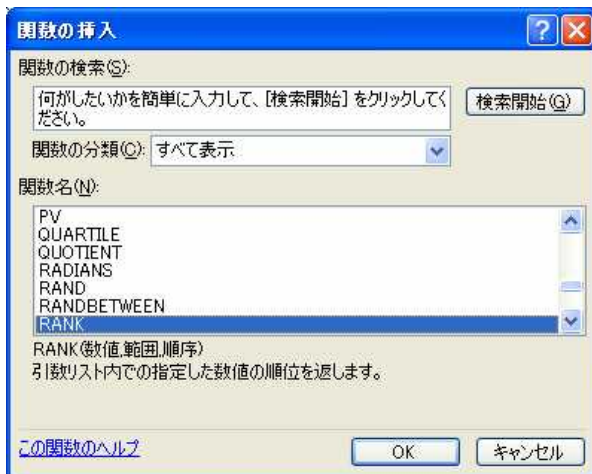 関数の挿入
関数の検索(S):
何がしたいかを簡単に入力して、[検索開始] をクリックしてく
ださい。
検索開始(G)
関数の分類(C): すべて表示
関数名(N):
PV
QUARTILE
QUOTIENT
RADIANS
RAND
RANDBETWEEN
RANK
RANK(数値,範囲,順序)
引数リスト内での指定した数値の順位を返します。
この関数のヘルプ
OK
キャンセル